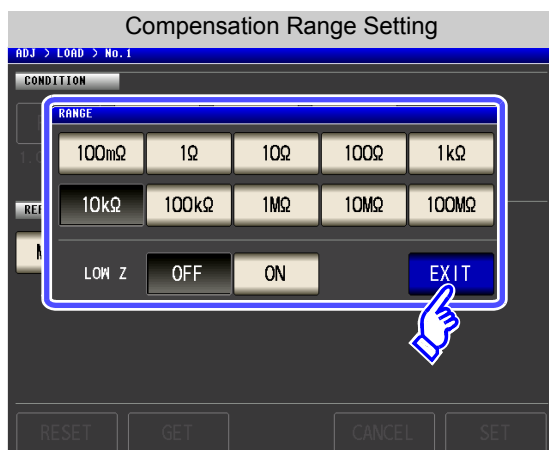 Compensation Range Setting
ADJ > LOAD > No.1
CONDITION
RANGE
100mΩ 1Ω 10Ω 100Ω 1kΩ
10kΩ 100kΩ 1MΩ 10MΩ 100MΩ
LOW Z OFF ON EXIT
RESET GET CANCEL SET